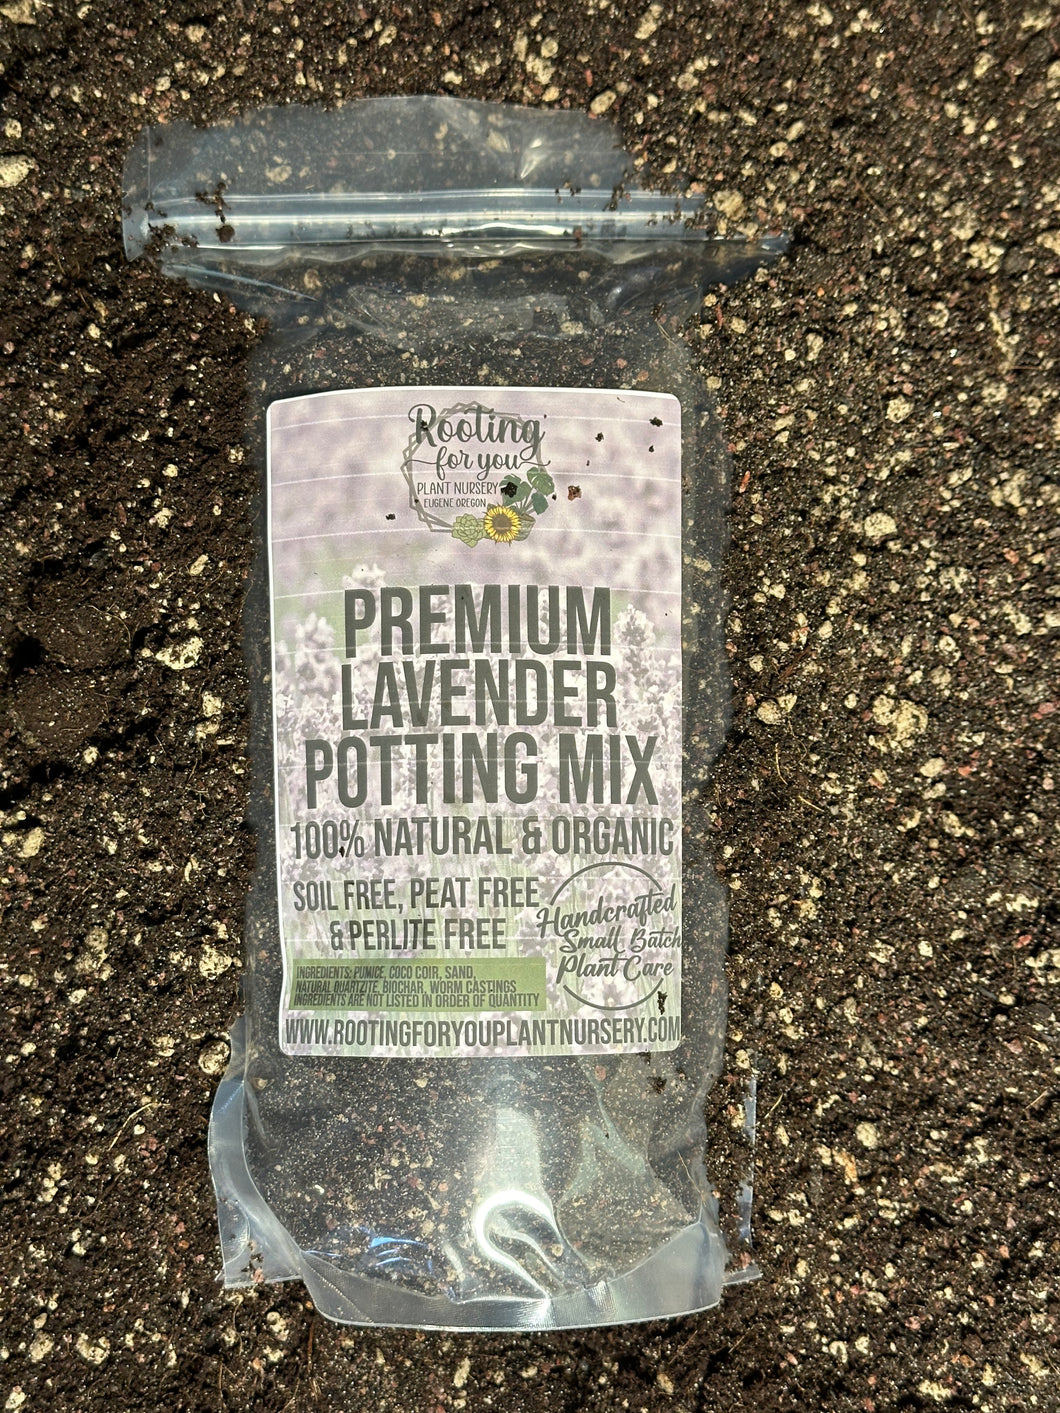 Rooting
for you
PLANT NURSERY
EUGENE OREGON
PREMIUM
LAVENDER
POTTING MIX
100% NATURAL & ORGANIC
SOIL FREE, PEAT FREE
& PERLITE FREE
Handcrafted
Small Batch
Plant Care
INGREDIENTS: PUMICE, COCO COIR, SAND,
NATURAL QUARTZITE, BIOCHAR, WORM CASTINGS
INGREDIENTS ARE NOT LISTED IN ORDER OF QUANTITY
WWW.ROOTINGFORYOUPLANTNURSERY.COM